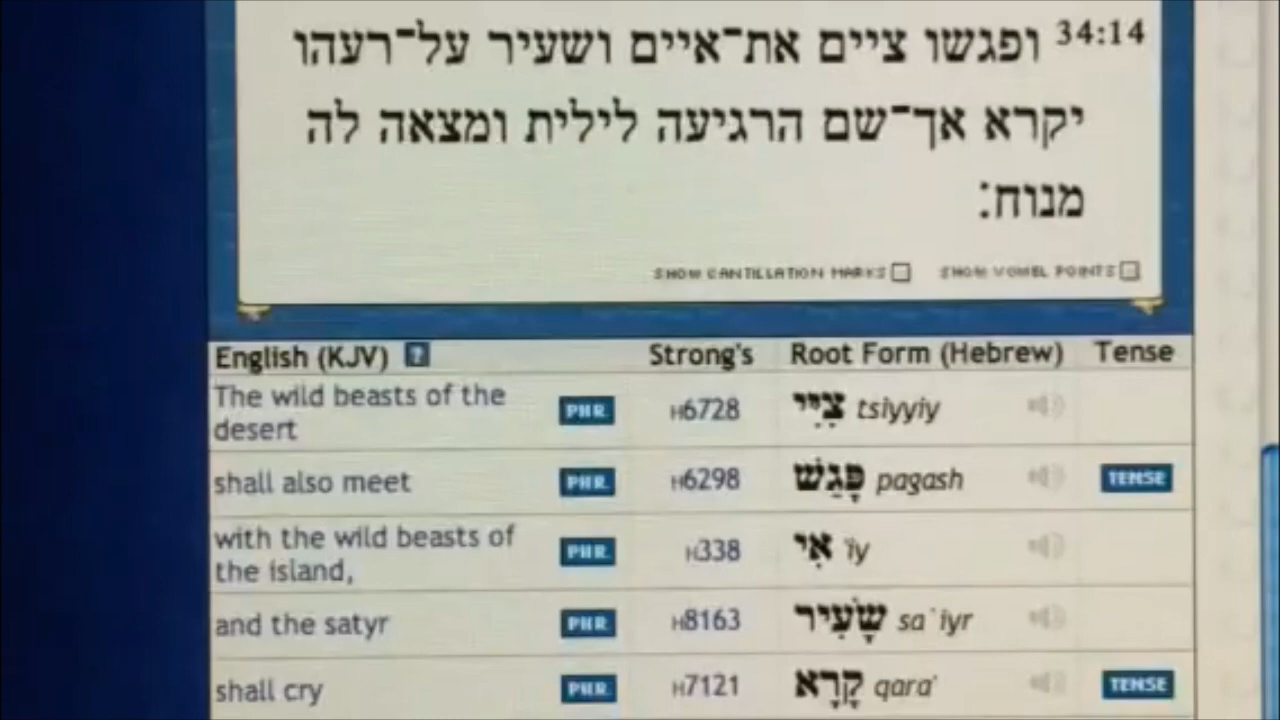 34:14 ופגשו ציים את־איים ושעיר על־רעהו
יקרא אך־שם הרגיעה לילית ומצאה לה
מנוח׃
SHOW CANTILLATION MARKS SHOW VOWEL POINTS
English (KJV) ? Strong's Root Form (Hebrew) Tense
The wild beasts of the
desert PHR H6728 צִיִּי tsiyyiy
shall also meet PHR H6298 פָּגַשׁ pagash TENSE
with the wild beasts of
the island, PHR H338 אִי 'iy
and the satyr PHR H8163 שָׂעִיר sa`iyr
shall cry PHR H7121 קָרָא qara' TENSE